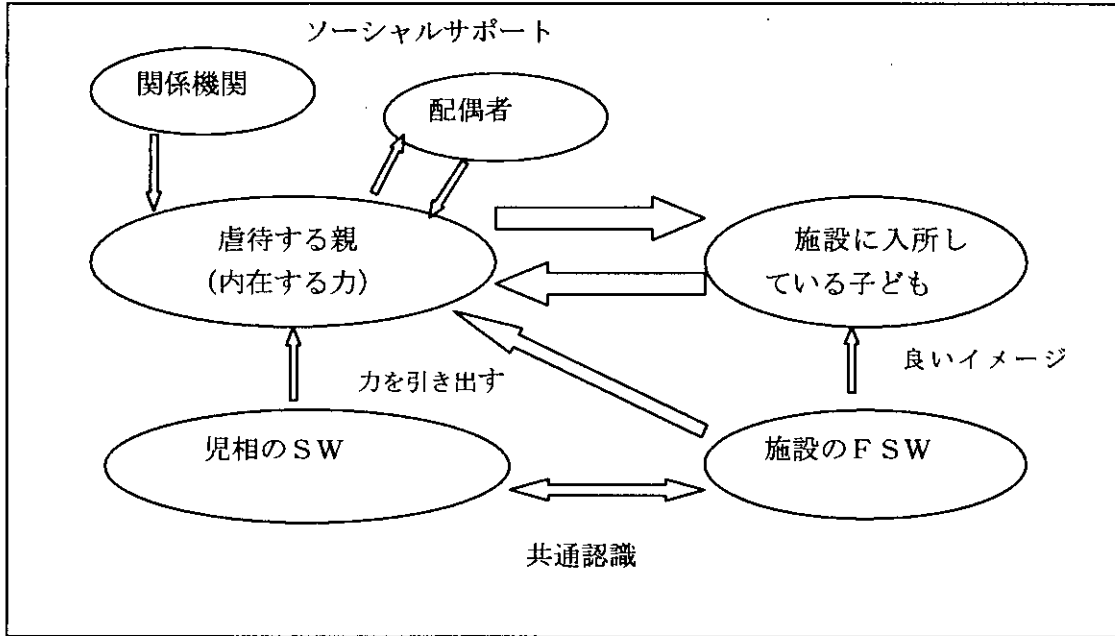 ソーシャルサポート
関係機関
配偶者
虐待する親
(内在する力)
施設に入所し
ている子ども
力を引き出す
良いイメージ
児相のSW
施設のFSW
共通認識